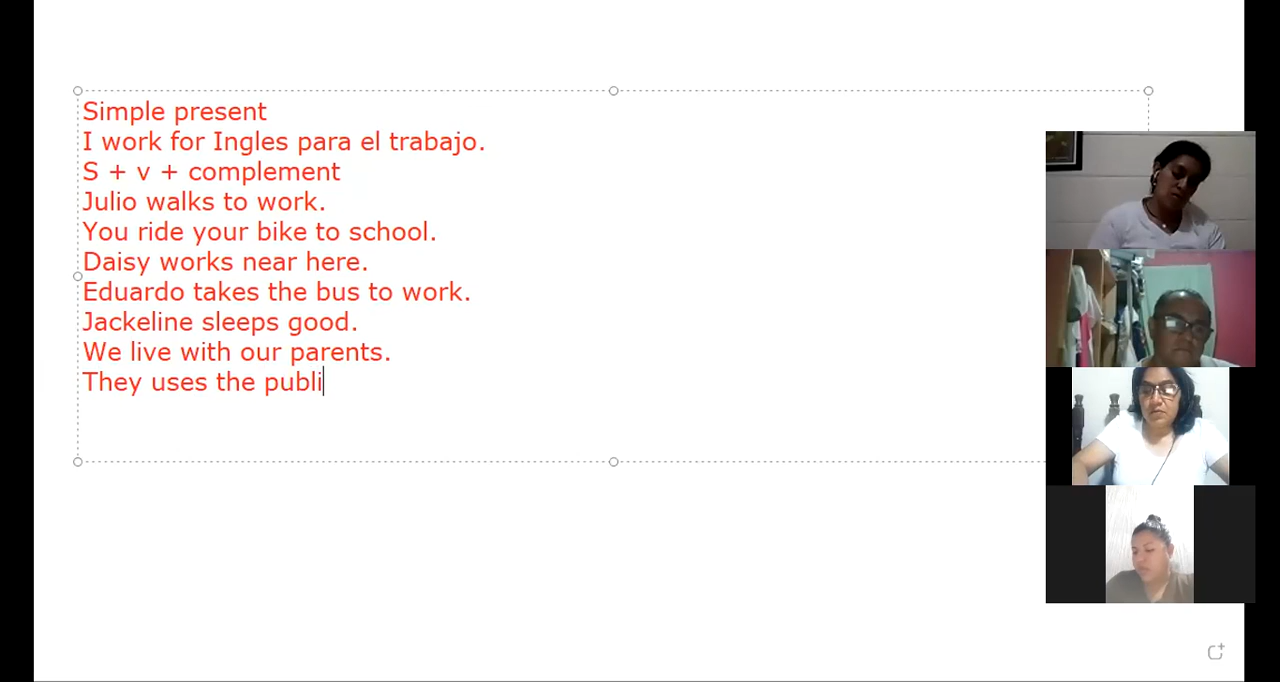 Simple present
I work for Ingles para el trabajo.
S + v + complement
Julio walks to work.
You ride your bike to school.
Daisy works near here.
Eduardo takes the bus to work.
Jackeline sleeps good.
We live with our parents.
They uses the publi